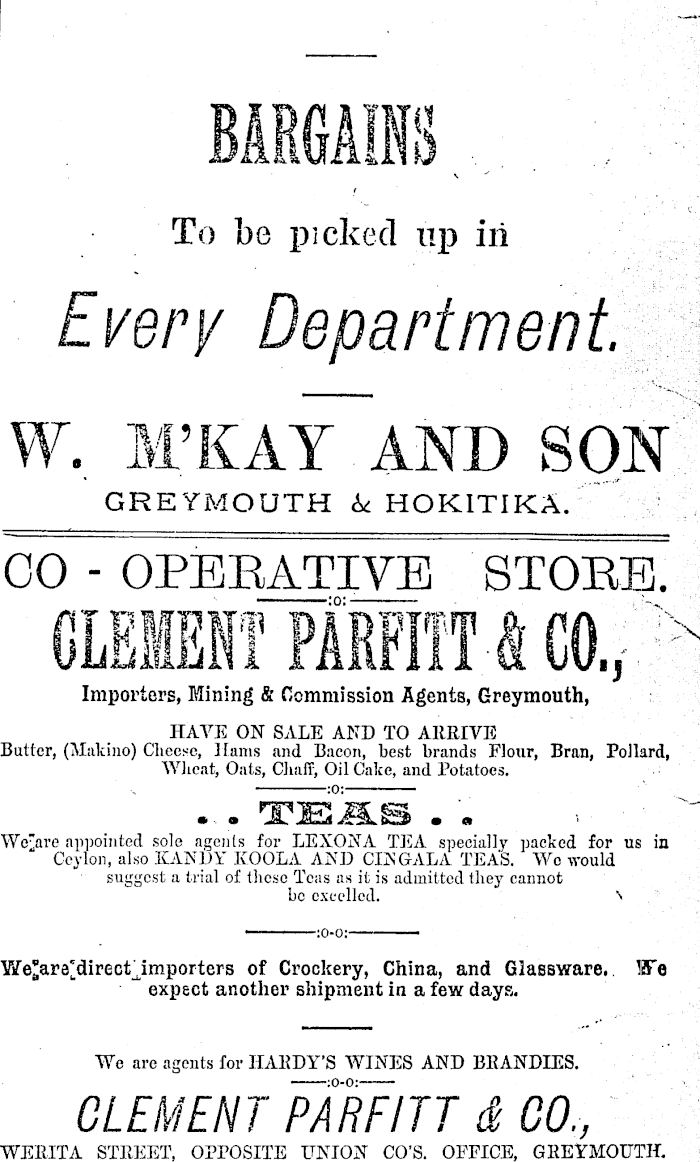 BARGAINS
To be picked up in
Every Department.
W. M'KAY AND SON
GREYMOUTH & HOKITIKA.
CO - OPERATIVE STORE.
:o:
CLEMENT PARFITT & CO.,
Importers, Mining & Commission Agents, Greymouth,
HAVE ON SALE AND TO ARRIVE
Butter, (Makino) Cheese, Hams and Bacon, best brands Flour, Bran, Pollard,
Wheat, Oats, Chaff, Oil Cake, and Potatoes.
:o:
. . TEAS . .
We are appointed sole agents for LEXONA TEA specially packed for us in
Ceylon, also KANDY KOOLA AND CINGALA TEAS. We would
suggest a trial of these Teas as it is admitted they cannot
be excelled.
:o-o:
We are direct importers of Crockery, China, and Glassware. We
expect another shipment in a few days.
We are agents for HARDY'S WINES AND BRANDIES.
:o-o:
CLEMENT PARFITT & CO.,
WERITA STREET, OPPOSITE UNION CO'S. OFFICE, GREYMOUTH.